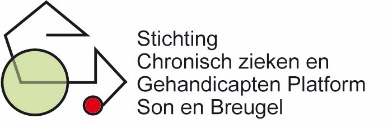 Stichting
Chronisch zieken en
Gehandicapten Platform
Son en Breugel